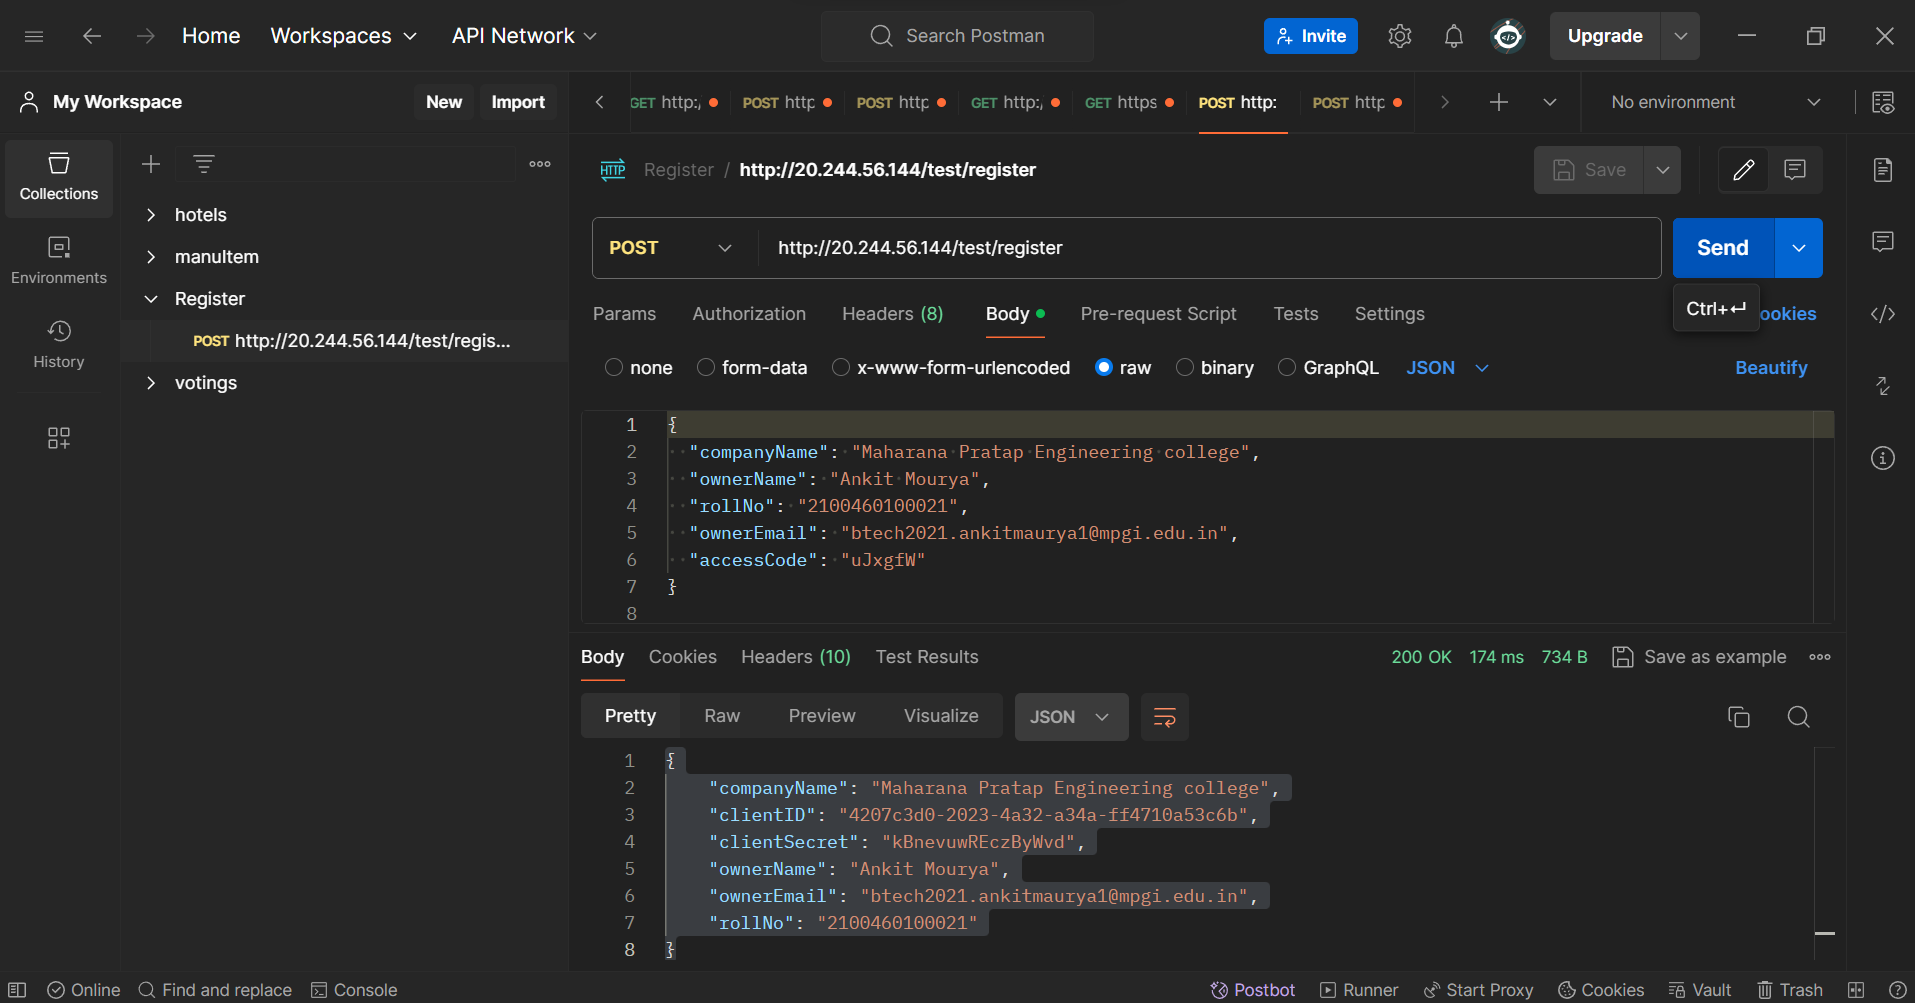 Home Workspaces API Network Search Postman Invite Upgrade
My Workspace New Import GET http:/ POST http POST http GET http:/ GET https POST http: POST http No environment
Collections
Environments
History
hotels
manuItem
Register
POST http://20.244.56.144/test/regis...
votings
HTTP Register / http://20.244.56.144/test/register Save
POST http://20.244.56.144/test/register Send
Params Authorization Headers (8) Body Pre-request Script Tests Settings Ctrl+↵ ookies
none form-data x-www-form-urlencoded raw binary GraphQL JSON Beautify
1 {
2 "companyName": "Maharana Pratap Engineering college",
3 "ownerName": "Ankit Mourya",
4 "rollNo": "2100460100021",
5 "ownerEmail": "btech2021.ankitmaurya1@mpgi.edu.in",
6 "accessCode": "uJxgfW"
7 }
8
Body Cookies Headers (10) Test Results 200 OK 174 ms 734 B Save as example
Pretty Raw Preview Visualize JSON
1 {
2 "companyName": "Maharana Pratap Engineering college",
3 "clientID": "4207c3d0-2023-4a32-a34a-ff4710a53c6b",
4 "clientSecret": "kBnevuwREczByWvd",
5 "ownerName": "Ankit Mourya",
6 "ownerEmail": "btech2021.ankitmaurya1@mpgi.edu.in",
7 "rollNo": "2100460100021"
8 }
Online Find and replace Console Postbot Runner Start Proxy Cookies Vault Trash